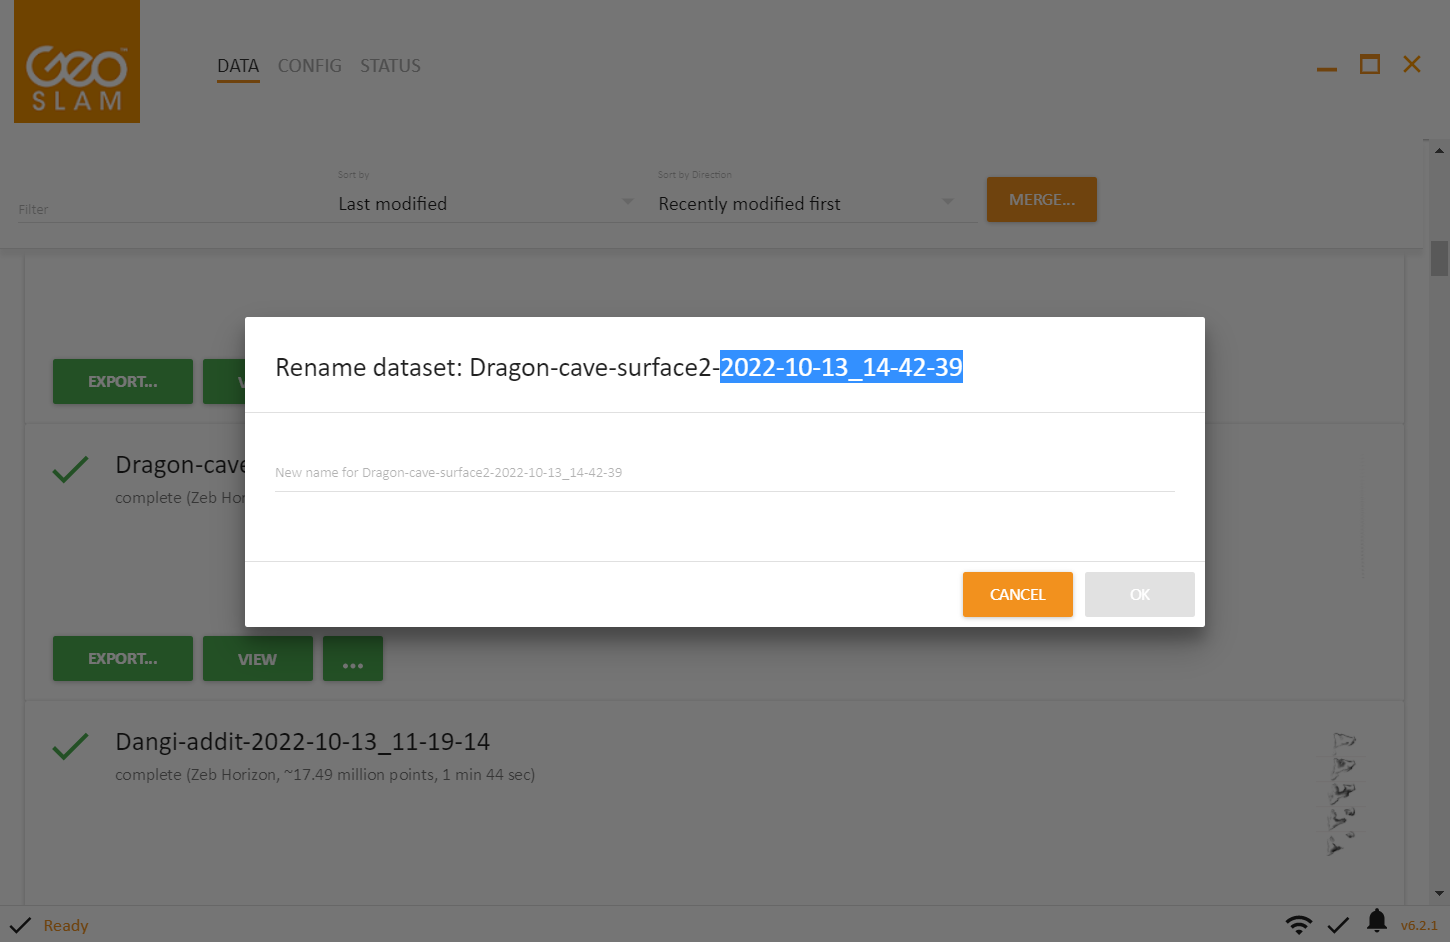 GEO™
SLAM
DATA CONFIG STATUS
Filter
Sort by
Last modified
Sort by Direction
Recently modified first
MERGE...
EXPORT...
Rename dataset: Dragon-cave-surface2-2022-10-13_14-42-39
New name for Dragon-cave-surface2-2022-10-13_14-42-39
CANCEL OK
Dragon-cave
complete (Zeb Hor
EXPORT... VIEW ...
Dangi-addit-2022-10-13_11-19-14
complete (Zeb Horizon, ~17.49 million points, 1 min 44 sec)
Ready
v6.2.1